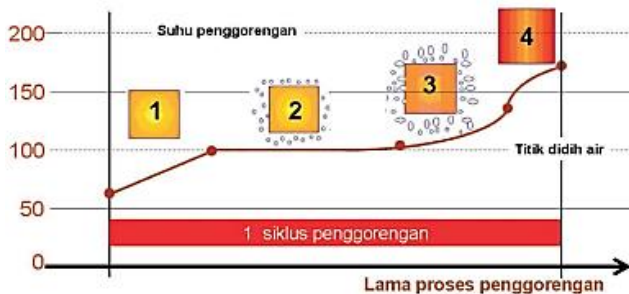 200
Suhu penggorengan
4
150
1
2
3
100
Titik didih air
50
1 siklus penggorengan
0
Lama proses penggorengan